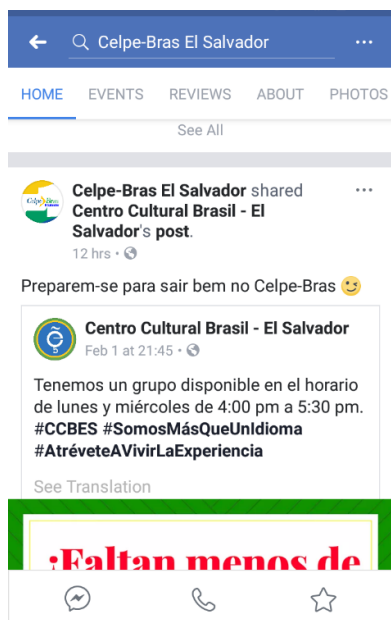 Celpe-Bras El Salvador
HOME EVENTS REVIEWS ABOUT PHOTOS
See All
Celpe-Bras El Salvador shared
Centro Cultural Brasil - El
Salvador's post.
12 hrs
Preparem-se para sair bem no Celpe-Bras
Centro Cultural Brasil - El Salvador
Feb 1 at 21:45
Tenemos un grupo disponible en el horario
de lunes y miércoles de 4:00 pm a 5:30 pm.
#CCBES #SomosMásQueUnIdioma
#AtréveteAVivirLaExperiencia
See Translation
¡Faltan menos de